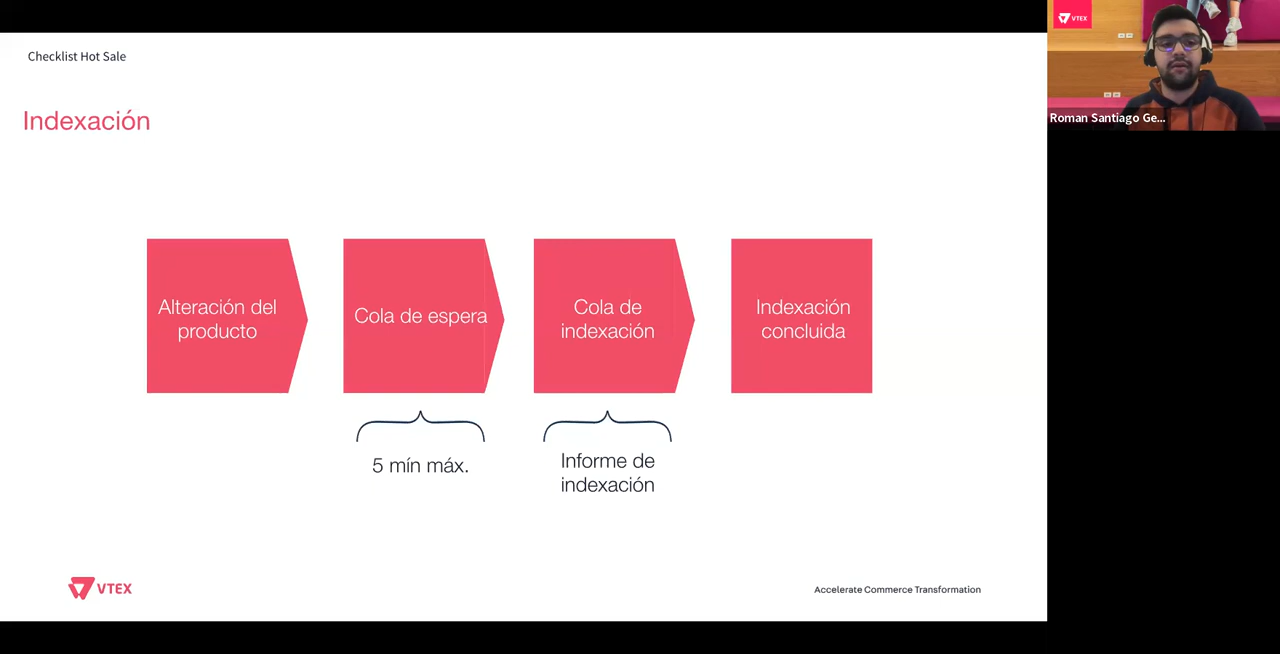 Checklist Hot Sale
Indexación
Alteración del
producto
Cola de espera
Cola de
indexación
Indexación
concluida
5 mín máx.
Informe de
indexación
VTEX
Accelerate Commerce Transformation
VTEX
Roman Santiago Ge...